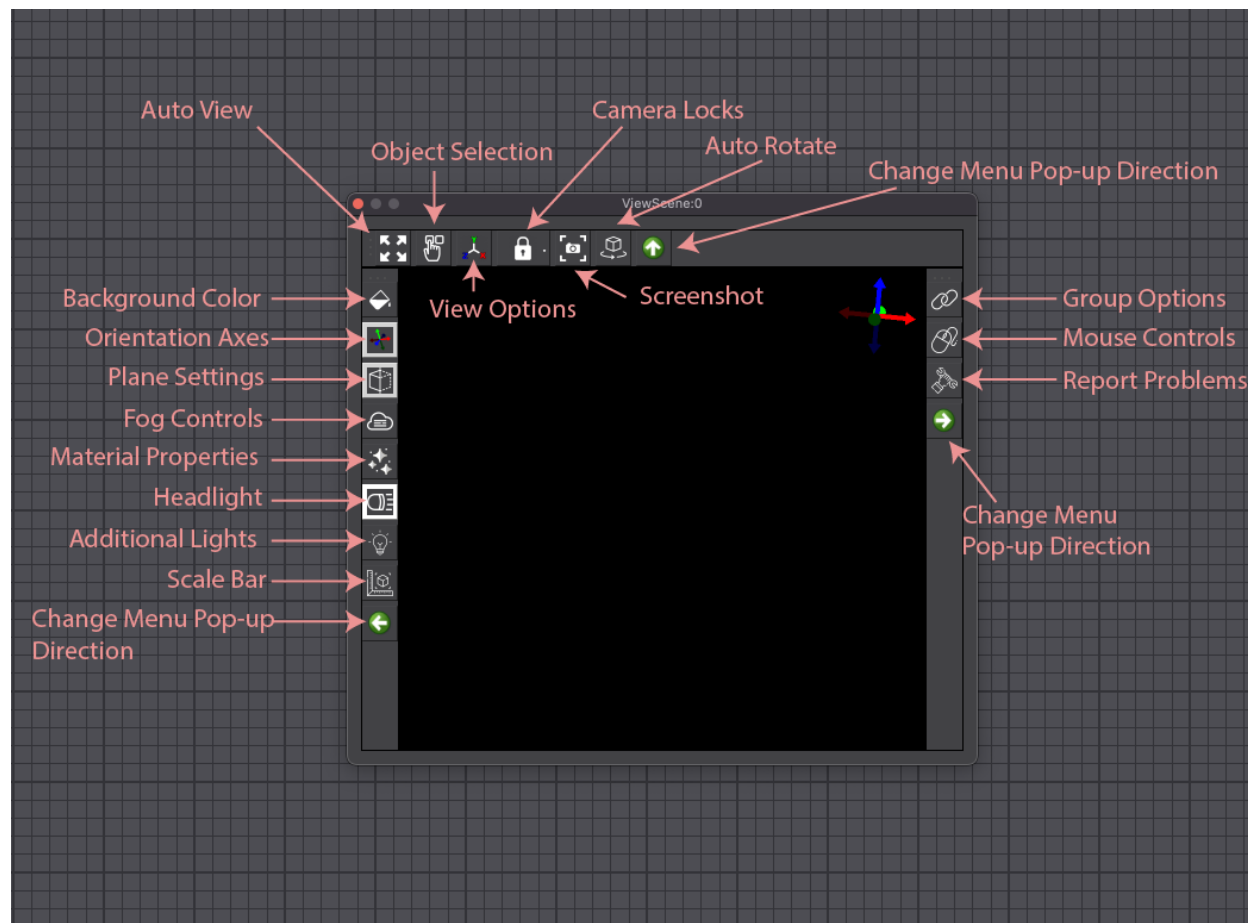 Auto View
Camera Locks
Object Selection
Auto Rotate
Change Menu Pop-up Direction
ViewScene:0
View Options
Screenshot
Background Color
Orientation Axes
Plane Settings
Fog Controls
Material Properties
Headlight
Additional Lights
Scale Bar
Change Menu Pop-up
Direction
Group Options
Mouse Controls
Report Problems
Change Menu
Pop-up Direction